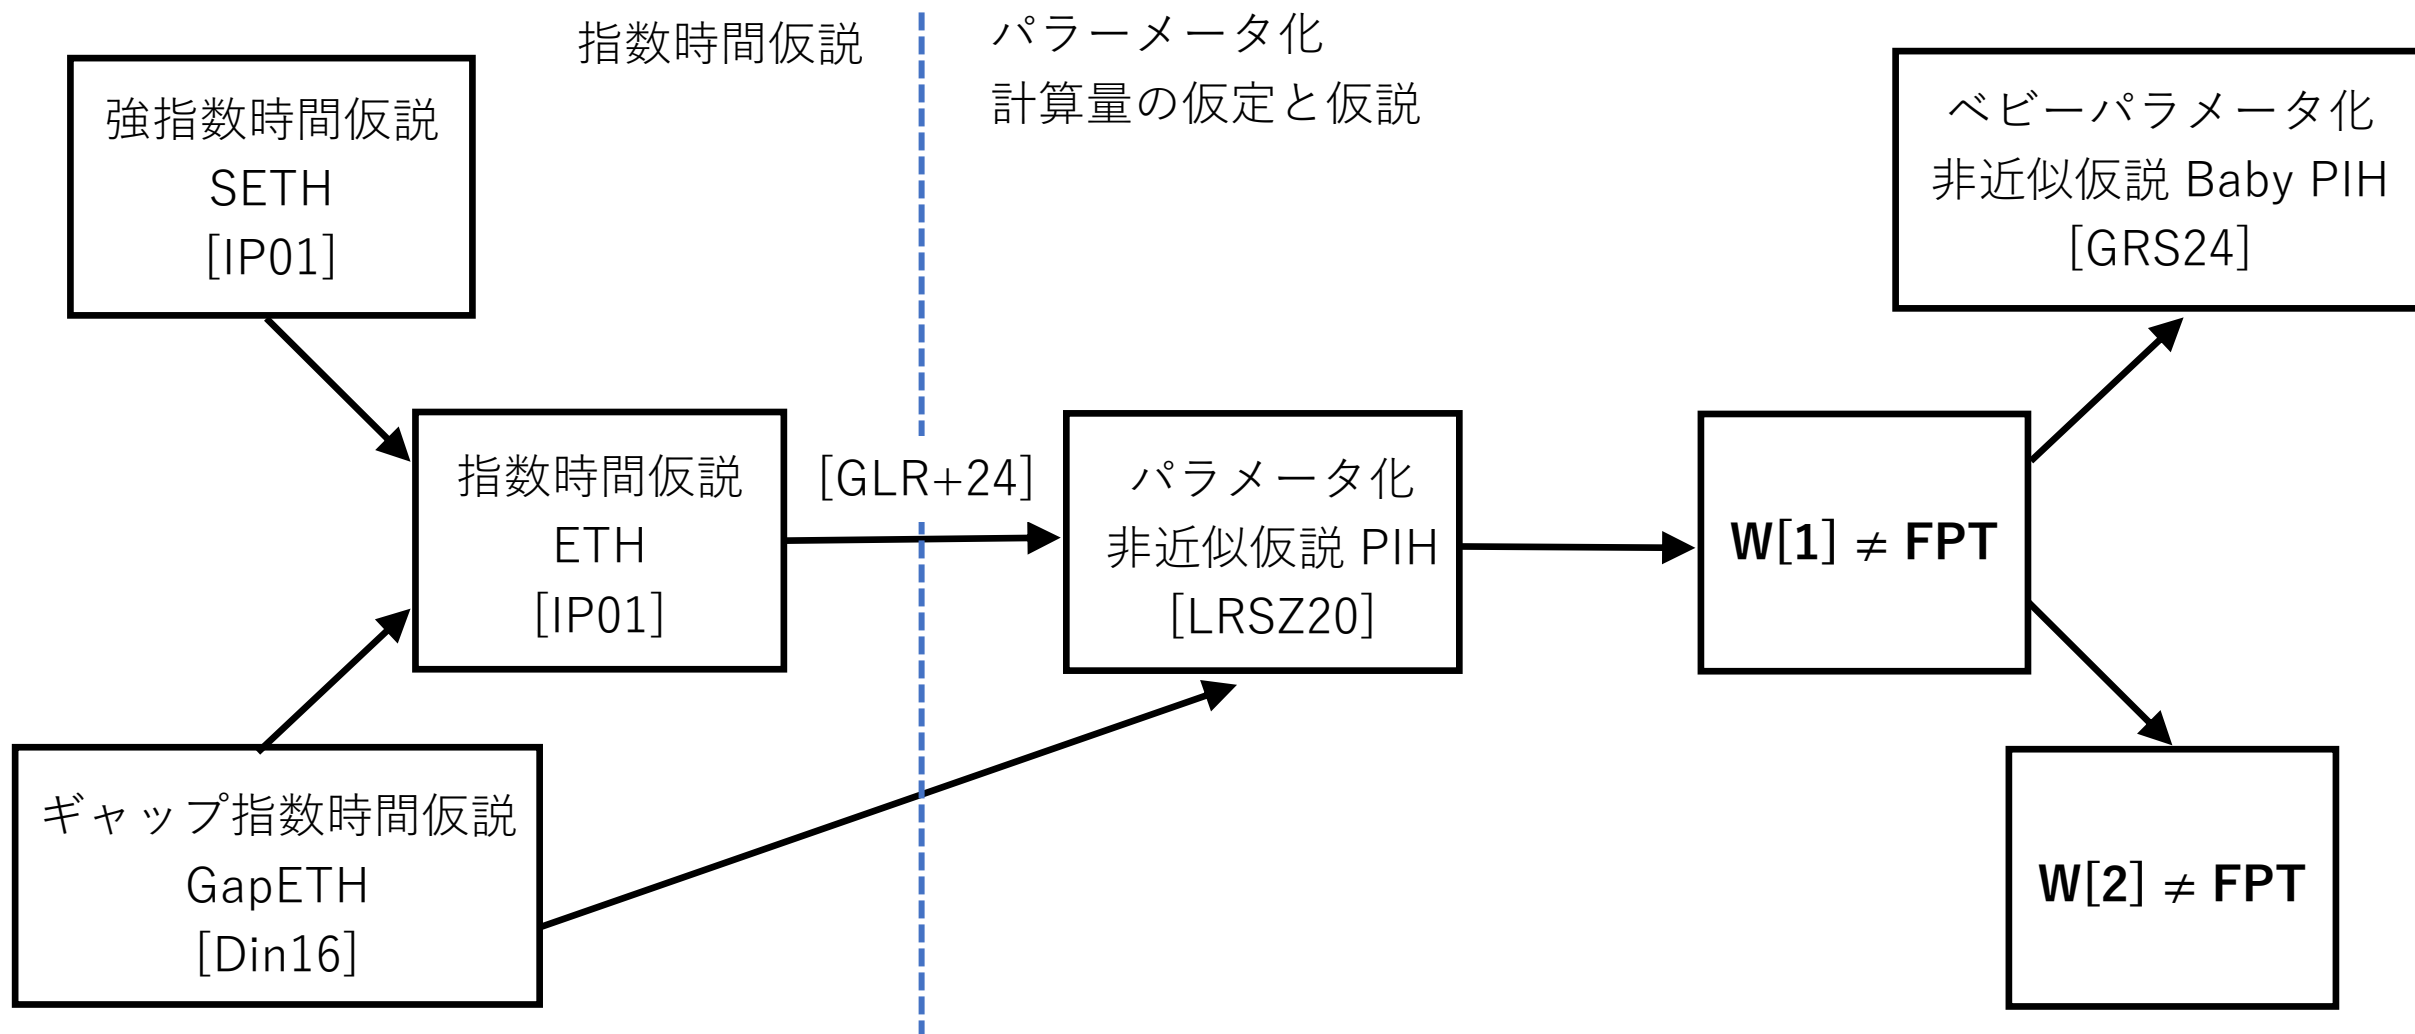 指数時間仮説
パラーメータ化
計算量の仮定と仮説
強指数時間仮説
SETH
[IP01]
ベビーパラメータ化
非近似仮説 Baby PIH
[GRS24]
指数時間仮説
ETH
[IP01]
[GLR+24]
パラメータ化
非近似仮説 PIH
[LRSZ20]
W[1] ≠ FPT
ギャップ指数時間仮説
GapETH
[Din16]
W[2] ≠ FPT